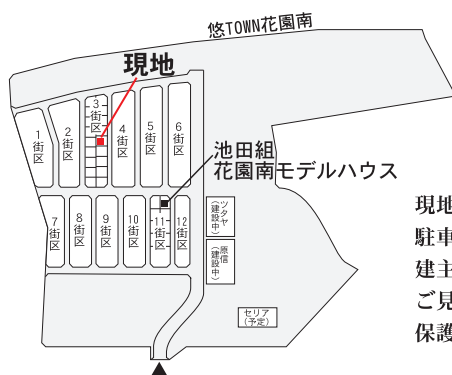 悠TOWN花園南
現地
1街区
2街区
3街区
4街区
5街区
6街区
池田組
花園南モデルハウス
7街区
8街区
9街区
10街区
11街区
12街区
ツタヤ
(建設中)
原信
(建設中)
セリア
(予定)
現地
駐車
建主
ご見
保護